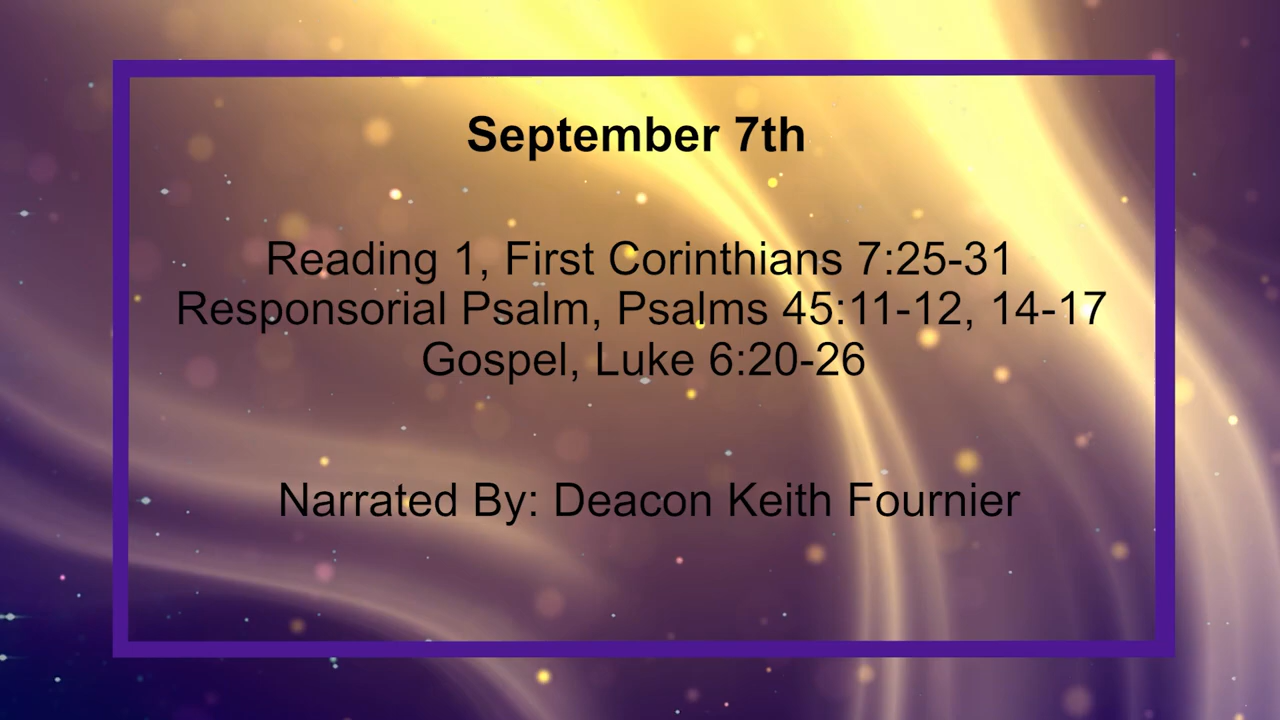 September 7th
Reading 1, First Corinthians 7:25-31
Responsorial Psalm, Psalms 45:11-12, 14-17
Gospel, Luke 6:20-26
Narrated By: Deacon Keith Fournier